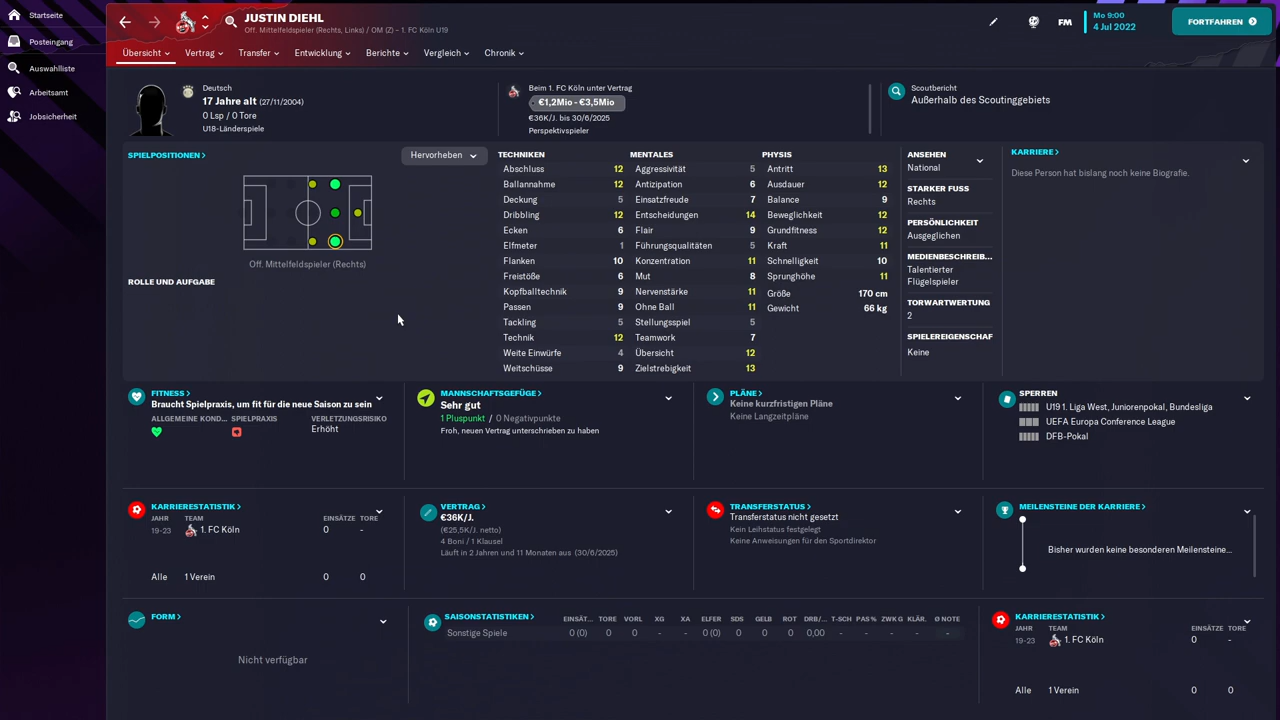 Startseite
Posteingang
Auswahlliste
Arbeitsamt
Jobsicherheit
JUSTIN DIEHL
Off. Mittelfeldspieler (Rechts, Links) / OM (Z) - 1. FC Köln U19
FM
Mo 9:00
4 Jul 2022
FORTFAHREN
Übersicht
Vertrag
Transfer
Entwicklung
Berichte
Vergleich
Chronik
Deutsch
17 Jahre alt (27/11/2004)
0 Lsp / 0 Tore
U18-Länderspiele
Beim 1. FC Köln unter Vertrag
€1,2Mio - €3,5Mio
€36K/J. bis 30/6/2025
Perspektivspieler
Scoutbericht
Außerhalb des Scoutinggebiets
SPIELPOSITIONEN
Hervorheben
Off. Mittelfeldspieler (Rechts)
ROLLE UND AUFGABE
TECHNIKEN
Abschluss 12
Ballannahme 12
Deckung 5
Dribbling 12
Ecken 6
Elfmeter 1
Flanken 10
Freistöße 6
Kopfballtechnik 9
Passen 9
Tackling 5
Technik 12
Weite Einwürfe 4
Weitschüsse 9
MENTALES
Aggressivität 5
Antizipation 6
Einsatzfreude 7
Entscheidungen 14
Flair 9
Führungsqualitäten 5
Konzentration 11
Mut 8
Nervenstärke 11
Ohne Ball 11
Stellungsspiel 5
Teamwork 7
Übersicht 12
Zielstrebigkeit 13
PHYSIS
Antritt 13
Ausdauer 12
Balance 9
Beweglichkeit 12
Grundfitness 12
Kraft 11
Schnelligkeit 10
Sprunghöhe 11
Größe 170 cm
Gewicht 66 kg
ANSEHEN
National
STARKER FUSS
Rechts
PERSÖNLICHKEIT
Ausgeglichen
MEDIENBESCHREIB...
Talentierter
Flügelspieler
TORWARTWERTUNG
2
SPIELEREIGENSCHAF
Keine
KARRIERE
Diese Person hat bislang noch keine Biografie.
FITNESS
Braucht Spielpraxis, um fit für die neue Saison zu sein
ALLGEMEINE KOND... SPIELPRAXIS VERLETZUNGSRISIKO
Erhöht
MANNSCHAFTSGEFÜGE
Sehr gut
1 Pluspunkt / 0 Negativpunkte
Froh, neuen Vertrag unterschrieben zu haben
PLÄNE
Keine kurzfristigen Pläne
Keine Langzeitpläne
SPERREN
U19 1. Liga West, Juniorenpokal, Bundesliga
UEFA Europa Conference League
DFB-Pokal
KARRIERESTATISTIK
JAHR TEAM EINSÄTZE TORE
19-23 1. FC Köln 0 -
Alle 1 Verein 0 0
VERTRAG
€36K/J.
(€25,5K/J. netto)
4 Boni / 1 Klausel
Läuft in 2 Jahren und 11 Monaten aus (30/6/2025)
TRANSFERSTATUS
Transferstatus nicht gesetzt
Kein Leihstatus festgelegt
Keine Anweisungen für den Sportdirektor
MEILENSTEINE DER KARRIERE
Bisher wurden keine besonderen Meilensteine...
FORM
Nicht verfügbar
SAISONSTATISTIKEN EINSÄT... TORE VORL XG XA ELFER SDS GELB ROT DRB/... T-SCH PAS % ZWK G KLÄR. Ø NOTE
Sonstige Spiele 0 (0) 0 0 - - 0 (0) 0 0 0 0,00 - - - - -
KARRIERESTATISTIK
JAHR TEAM EINSÄTZE TORE
19-23 1. FC Köln 0 -
Alle 1 Verein 0 0